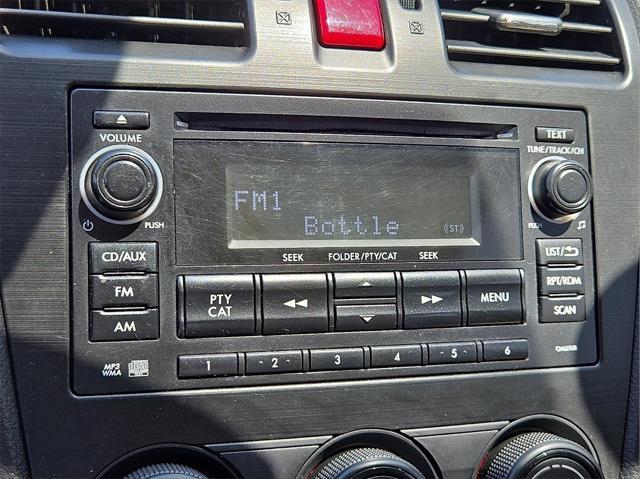 VOLUME
TEXT
TUNE/TRACK/CH
FM1
Bottle
(ST)
PUSH
PUSH
SEEK
FOLDER/PTY/CAT
SEEK
CD/AUX
FM
AM
PTY
CAT
MENU
LIST/
RPT/RDM
SCAN
1
2
3
4
5
6
MP3
WMA